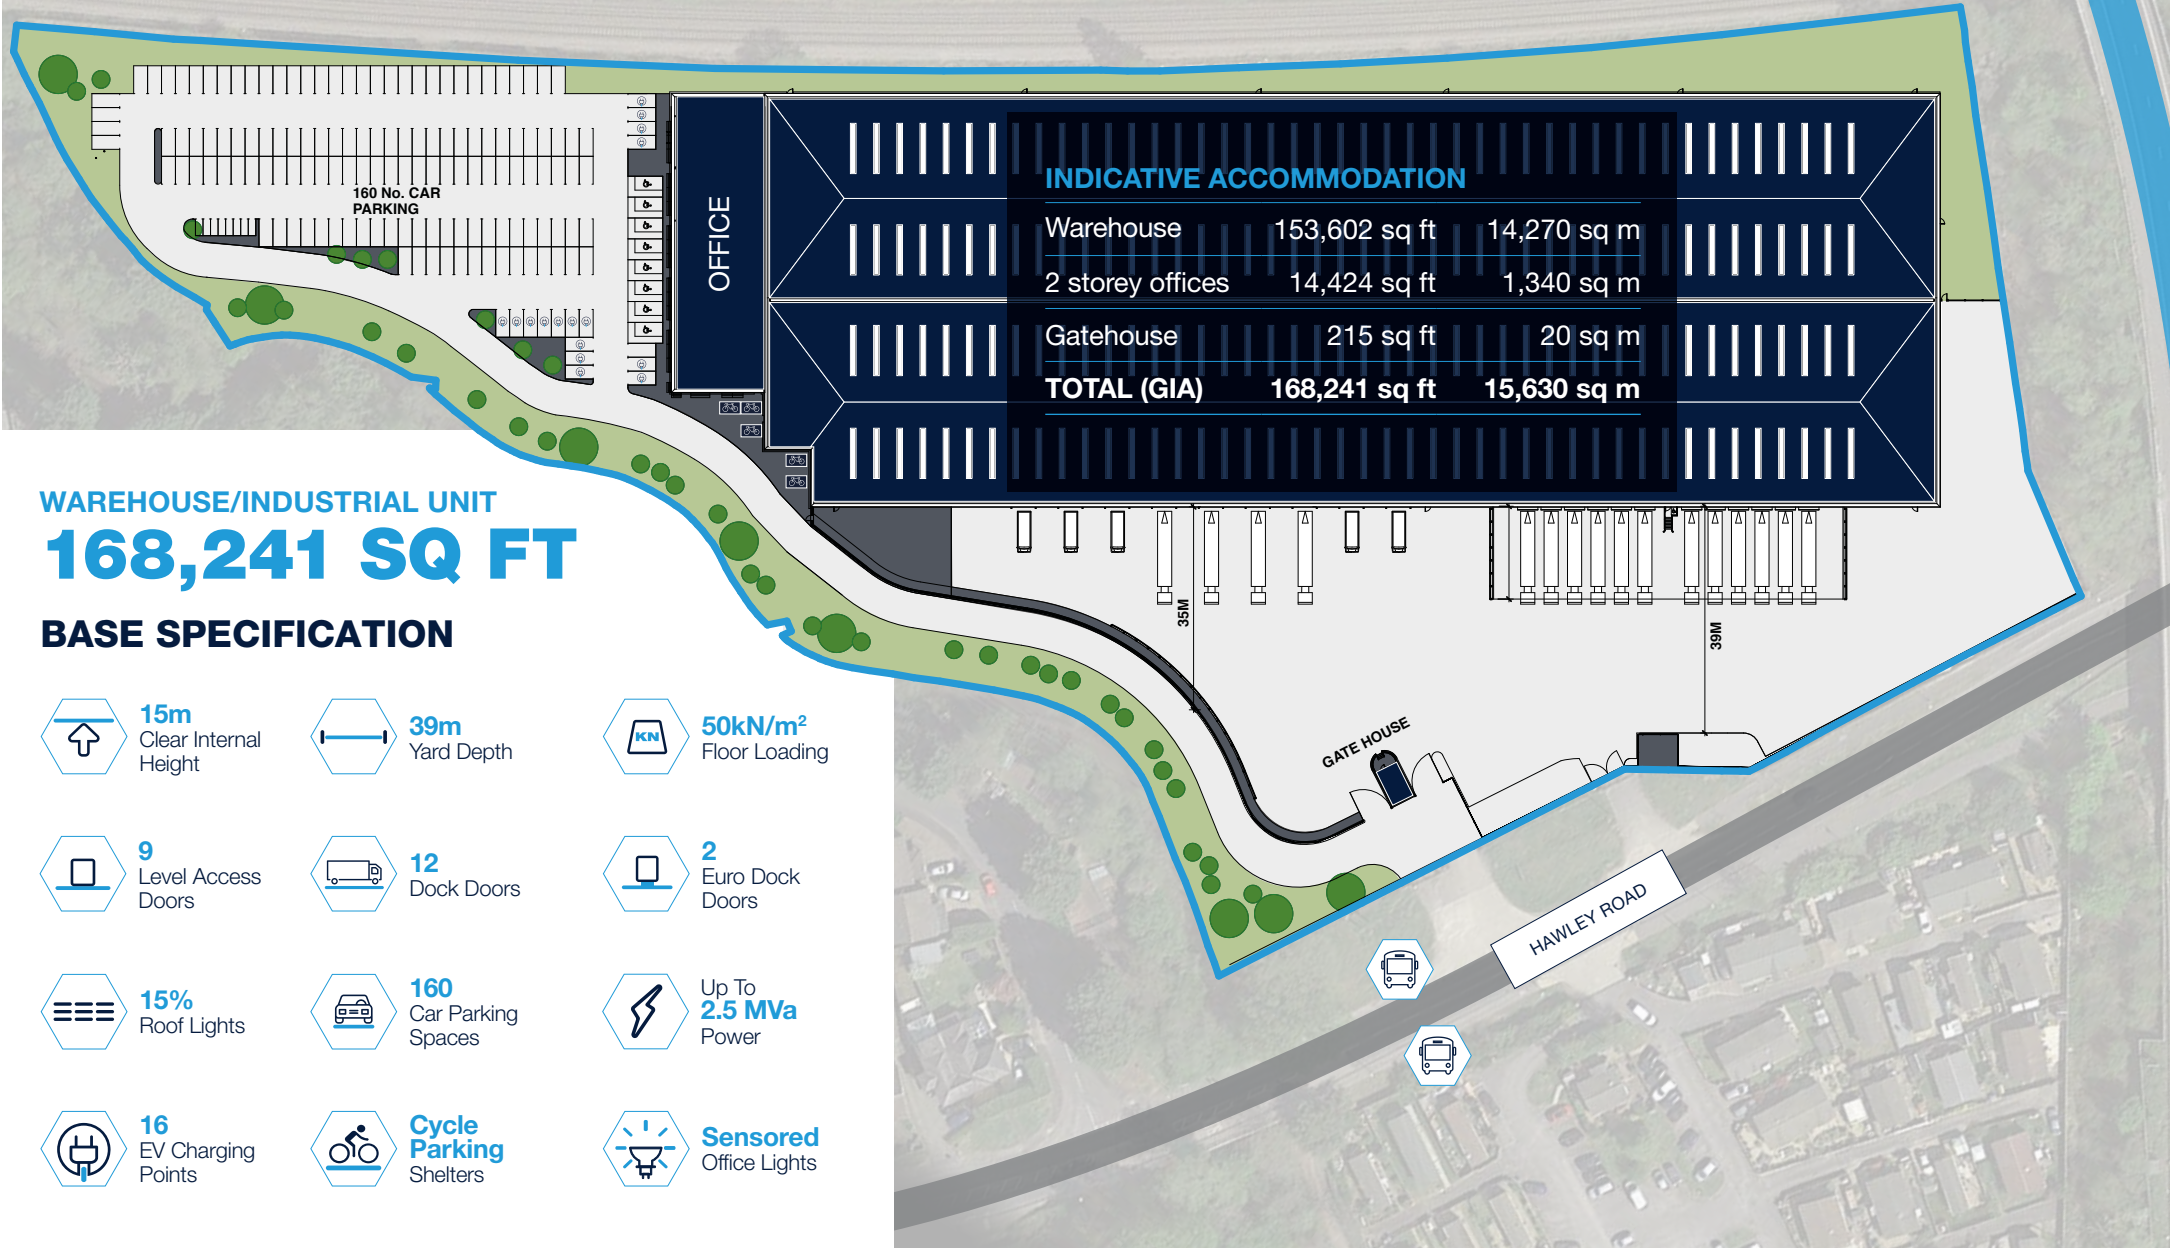 160 No. CAR
PARKING
OFFICE
INDICATIVE ACCOMMODATION
Warehouse 153,602 sq ft 14,270 sq m
2 storey offices 14,424 sq ft 1,340 sq m
Gatehouse 215 sq ft 20 sq m
TOTAL (GIA) 168,241 sq ft 15,630 sq m
35M
39M
GATE HOUSE
HAWLEY ROAD
WAREHOUSE/INDUSTRIAL UNIT
168,241 SQ FT
BASE SPECIFICATION
15m
Clear Internal
Height
39m
Yard Depth
KN
50kN/m²
Floor Loading
9
Level Access
Doors
12
Dock Doors
2
Euro Dock
Doors
15%
Roof Lights
160
Car Parking
Spaces
Up To
2.5 MVa
Power
16
EV Charging
Points
Cycle
Parking
Shelters
Sensored
Office Lights